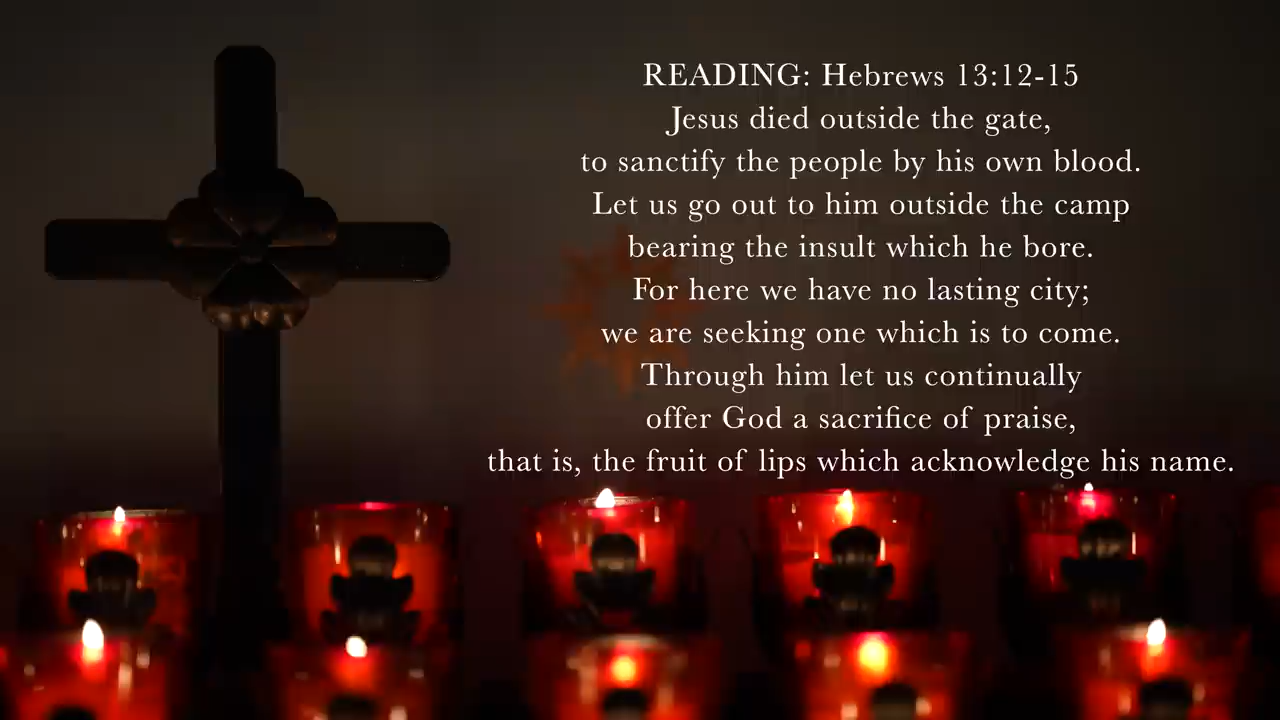 READING: Hebrews 13:12-15
Jesus died outside the gate,
to sanctify the people by his own blood.
Let us go out to him outside the camp
bearing the insult which he bore.
For here we have no lasting city;
we are seeking one which is to come.
Through him let us continually
offer God a sacrifice of praise,
that is, the fruit of lips which acknowledge his name.